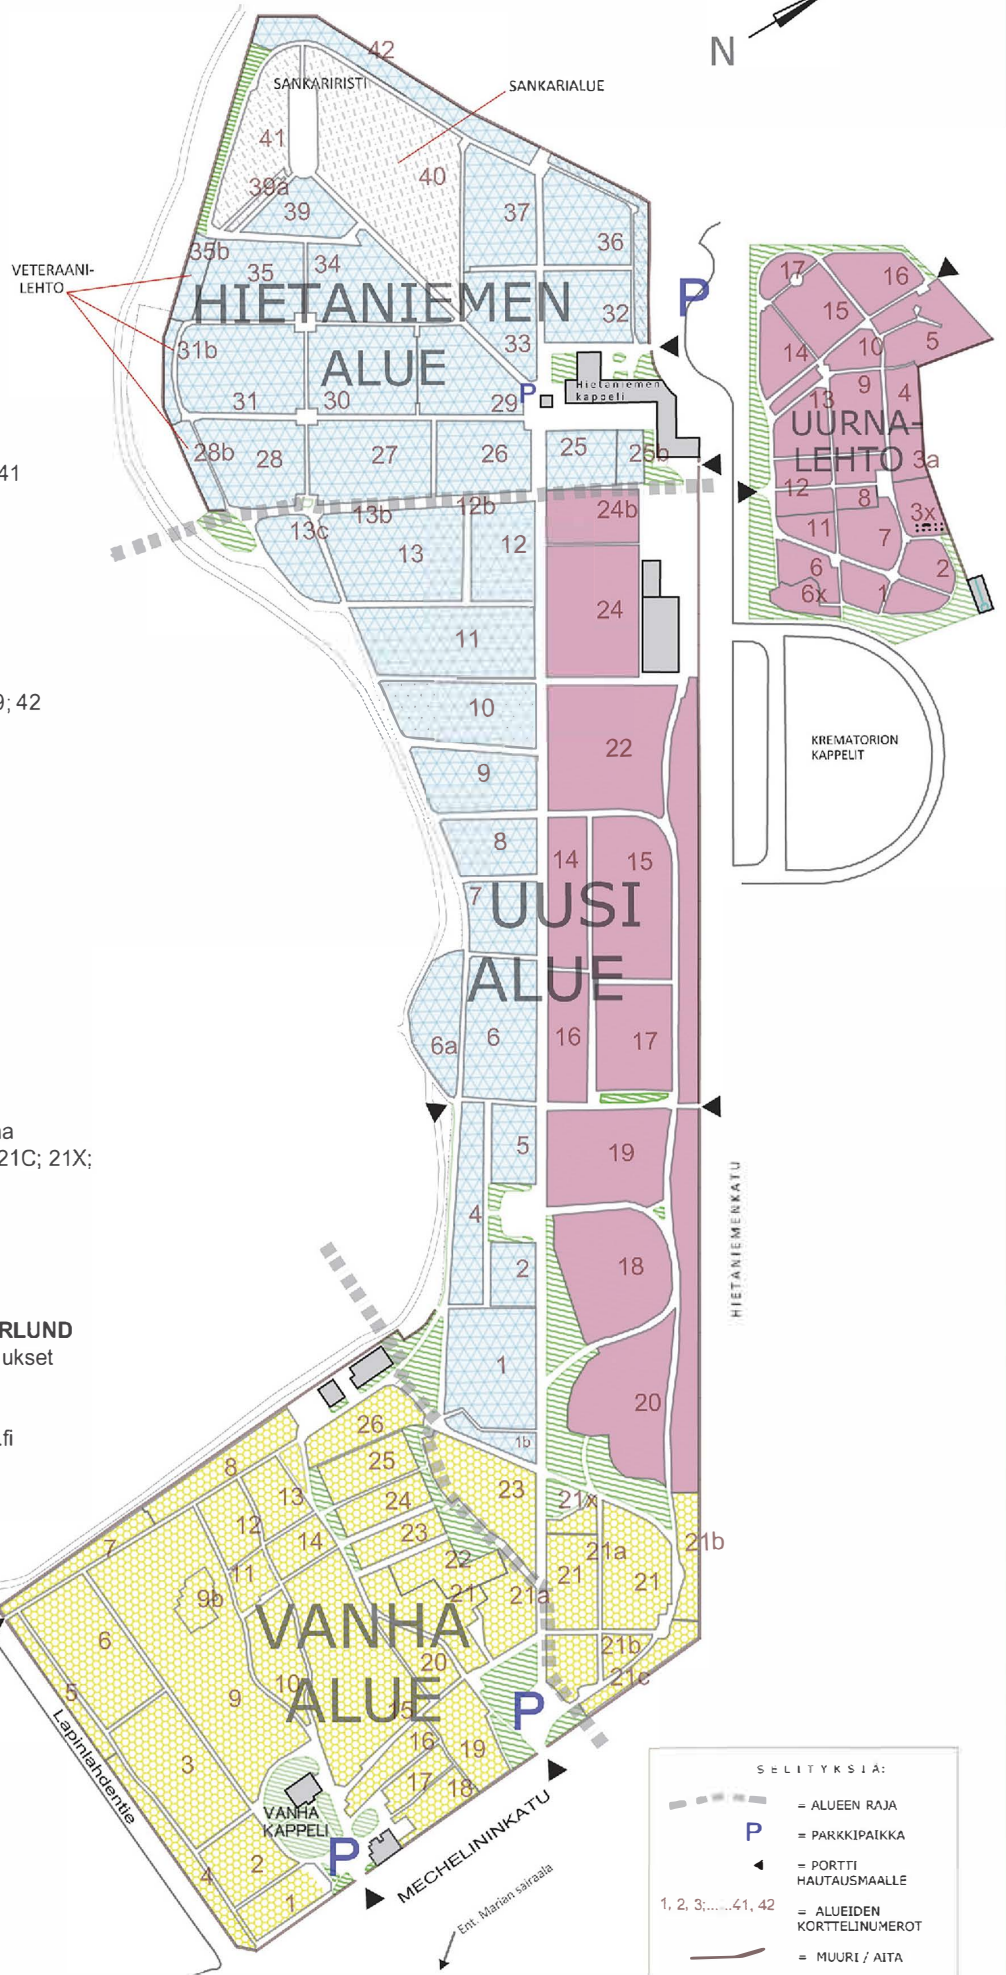 N
42
SANKARIRISTI
SANKARIALUE
41
40
39a
39
37
36
35b
35
34
VETERAANI-
LEHTO
HIETANIEMEN
ALUE
33
32
P
31b
31
30
29
P
Hietaniemen
kappeli
28b
28
27
26
25
25b
17
16
15
5
14
10
9
4
13
UURNA-
LEHTO
3a
12
8
3x
11
7
6
2
6x
1
41
13c
13b
12b
24b
13
12
24
11
9; 42
10
22
KREMATORION
KAPPELIT
9
8
14
15
7
UUSI
ALUE
6
16
17
6a
na
21C; 21X;
5
19
4
HIETANIEMENKATU
2
18
RLUND
ukset
1
20
.fi
1b
26
25
8
24
23
13
12
23
14
7
11
22
9b
21
21a
21x
21a
21
21
21b
VANHA
ALUE
6
20
21b
21c
5
9
10
15
P
Lapinlahdentie
3
16
19
17
18
VANHA
KAPPELI
P
MECHELININKATU
4
2
1
Ent. Marian sairaala
SELITYKSIÄ:
= ALUEEN RAJA
P = PARKKIPAIKKA
= PORTTI
HAUTAUSMAALLE
1, 2, 3;......41, 42 = ALUEIDEN
KORTTELINUMEROT
= MUURI / AITA